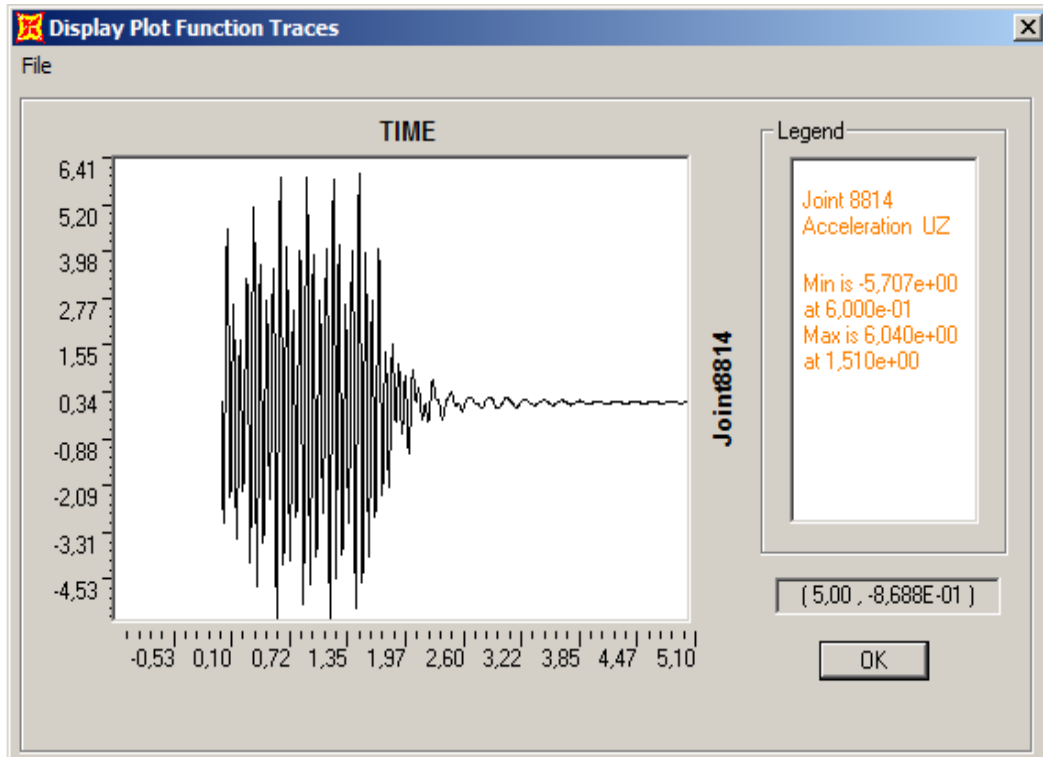 Display Plot Function Traces
File
TIME
6,41
5,20
3,98
2,77
1,55
0,34
-0,88
-2,09
-3,31
-4,53
-0,53 0,10 0,72 1,35 1,97 2,60 3,22 3,85 4,47 5,10
Joint8814
Legend
Joint 8814
Acceleration UZ
Min is -5,707e+00
at 6,000e-01
Max is 6,040e+00
at 1,510e+00
( 5,00 , -8,688E-01 )
OK